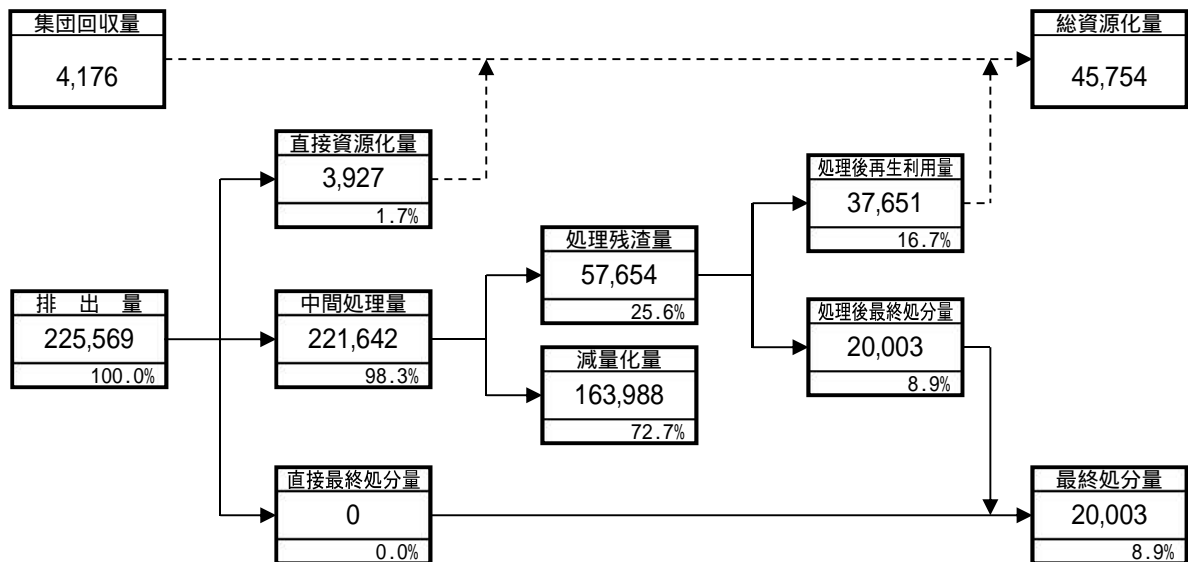 集団回収量
4,176
総資源化量
45,754
直接資源化量
3,927
1.7%
処理後再生利用量
37,651
16.7%
処理残渣量
57,654
25.6%
排 出 量
225,569
100.0%
中間処理量
221,642
98.3%
処理後最終処分量
20,003
8.9%
減量化量
163,988
72.7%
直接最終処分量
0
0.0%
最終処分量
20,003
8.9%